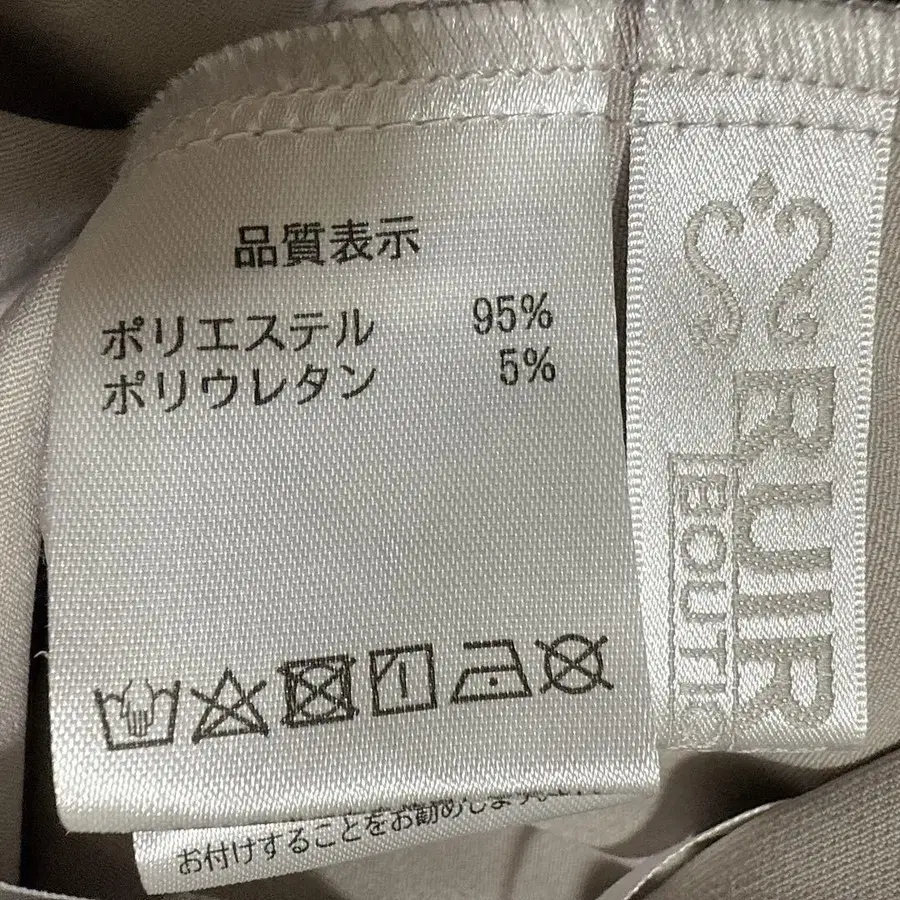 品質表示
ポリエステル 95%
ポリウレタン 5%
お付けすることをお勧めします
RUIR
BOUTI